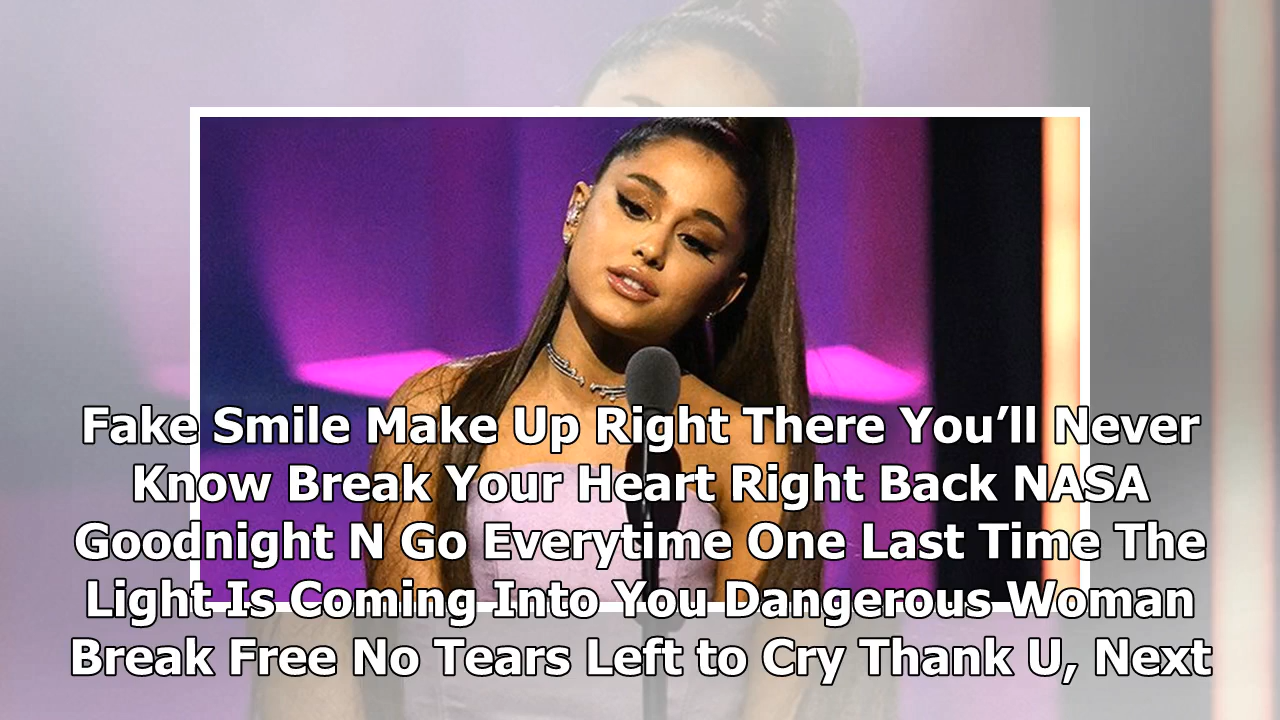 Fake Smile Make Up Right There You’ll Never
Know Break Your Heart Right Back NASA
Goodnight N Go Everytime One Last Time The
Light Is Coming Into You Dangerous Woman
Break Free No Tears Left to Cry Thank U, Next